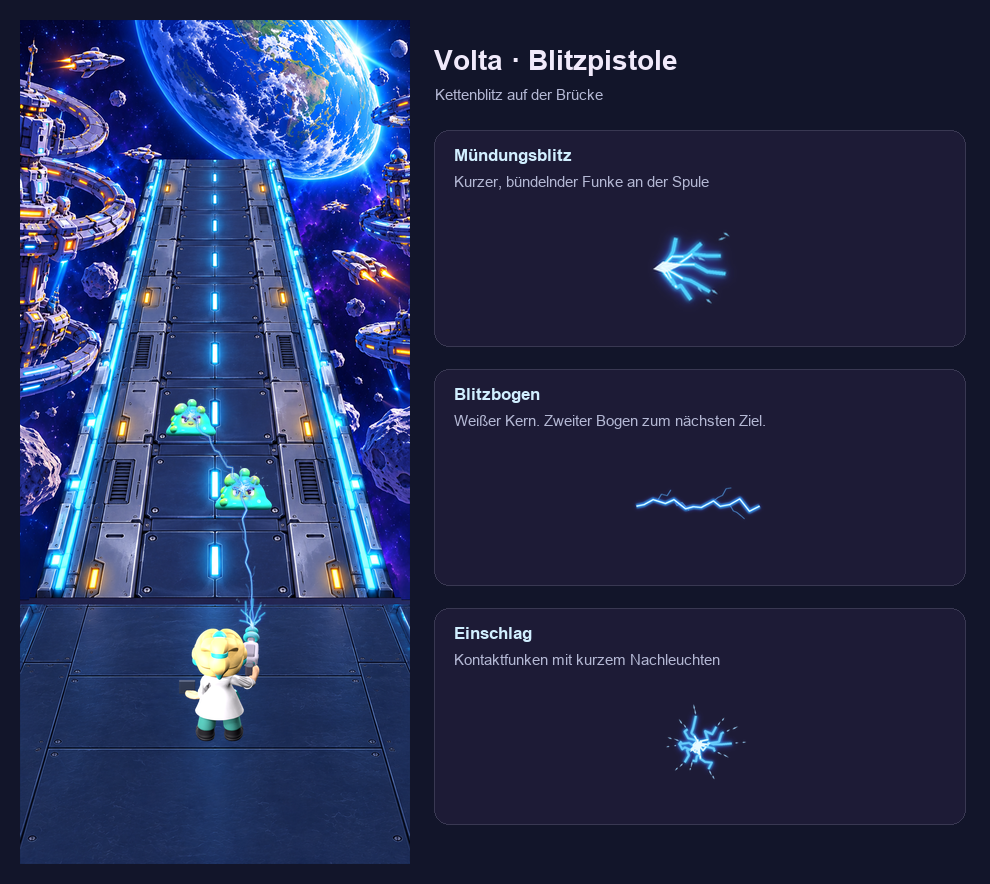 Volta · Blitzpistole
Kettenblitz auf der Brücke
Mündungsblitz
Kurzer, bündelnder Funke an der Spule
Blitzbogen
Weißer Kern. Zweiter Bogen zum nächsten Ziel.
Einschlag
Kontaktfunken mit kurzem Nachleuchten